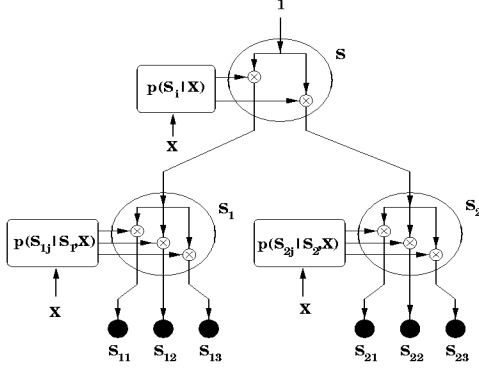 1
S
p(S_i|X)
X
S_1
S_2
p(S_1j|S_1,X)
p(S_2j|S_2,X)
X
X
S_11 S_12 S_13 S_21 S_22 S_23